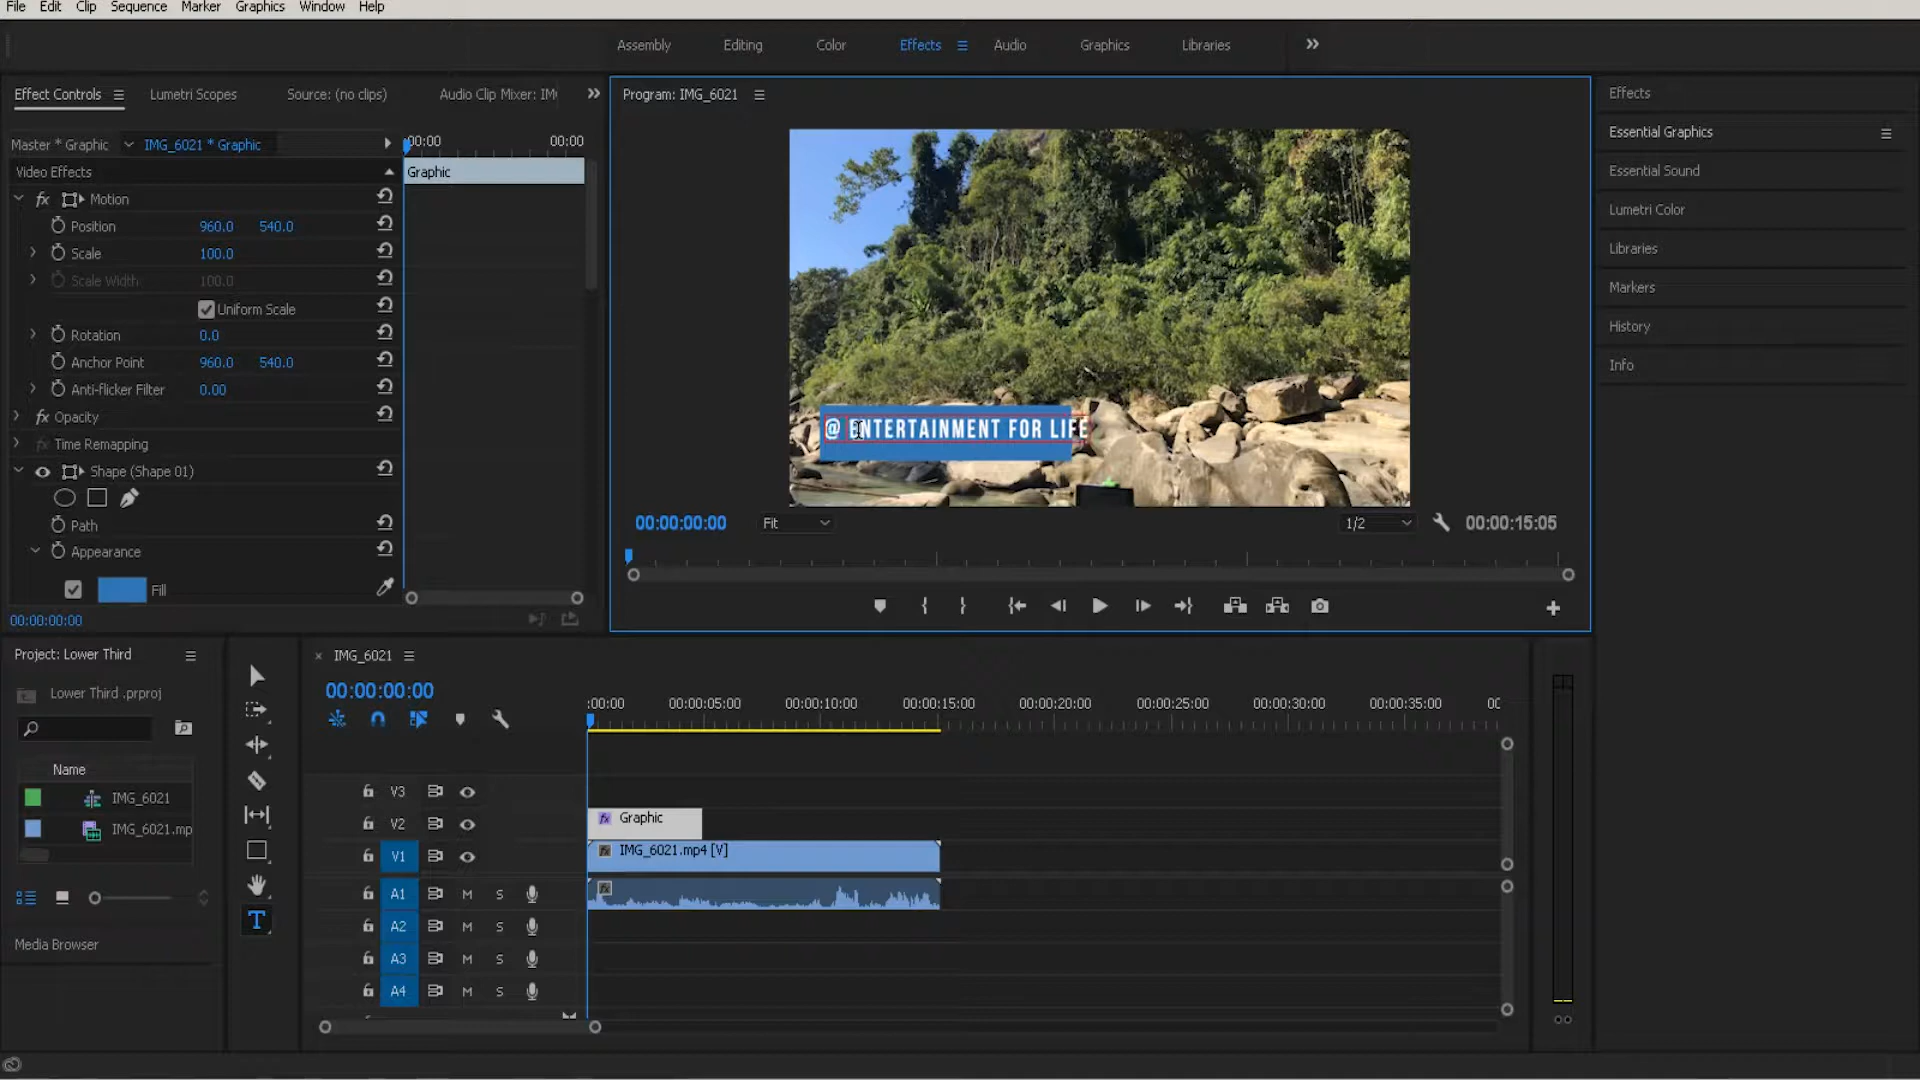 File Edit Clip Sequence Marker Graphics Window Help
Assembly Editing Color Effects Audio Graphics Libraries
Effect Controls Lumetri Scopes Source: (no clips) Audio Clip Mixer: IM
Program: IMG_6021
Effects
Essential Graphics
Essential Sound
Lumetri Color
Libraries
Markers
History
Info
Master * Graphic IMG_6021 * Graphic
:00:00 00:00
Video Effects
Graphic
fx Motion
Position 960.0 540.0
Scale 100.0
Scale Width 100.0
Uniform Scale
Rotation 0.0
Anchor Point 960.0 540.0
Anti-flicker Filter 0.00
fx Opacity
fx Time Remapping
Shape (Shape 01)
Path
Appearance
Fill
00:00:00:00
@ ENTERTAINMENT FOR LIFE
00:00:00:00 Fit 1/2 00:00:15:05
Project: Lower Third
Lower Third .prproj
Name
IMG_6021
IMG_6021.mp
Media Browser
T
× IMG_6021
00:00:00:00
:00:00 00:00:05:00 00:00:10:00 00:00:15:00 00:00:20:00 00:00:25:00 00:00:30:00 00:00:35:00 00
V3
V2 fx Graphic
V1 fx IMG_6021.mp4 [V]
A1 M S fx
A2 M S
A3 M S
A4 M S